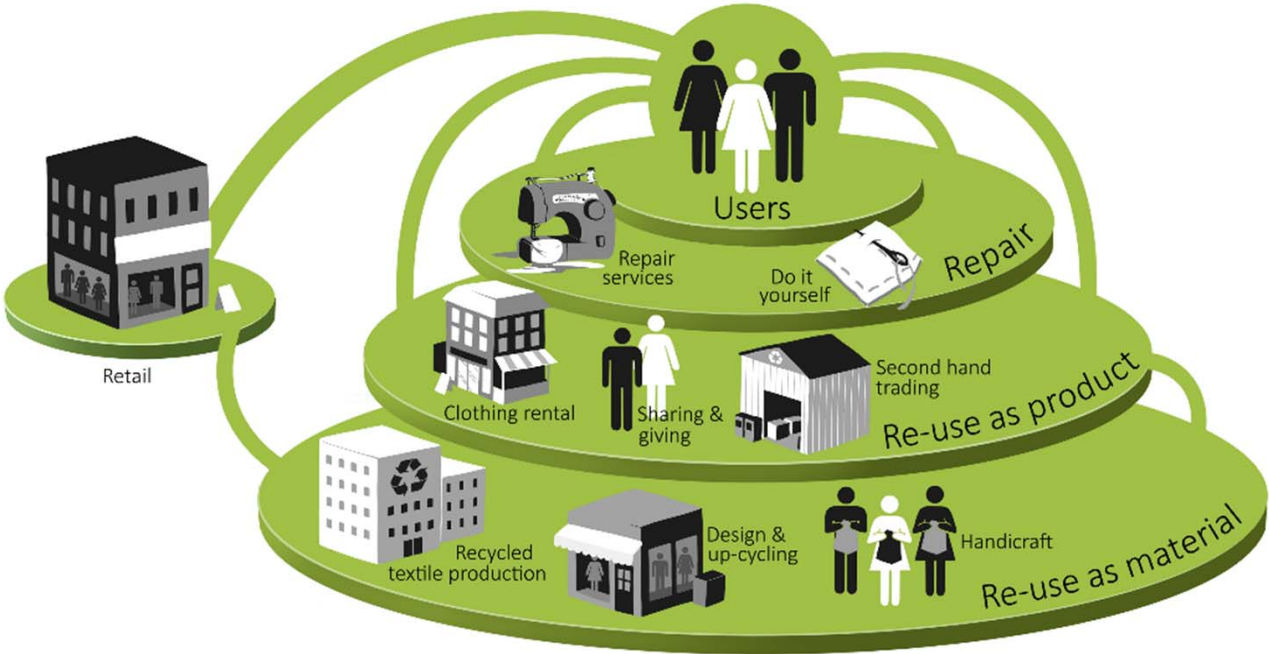 Users
Repair
services
Do it
yourself
Repair
Retail
Clothing rental
Sharing &
giving
Second hand
trading
Re-use as product
Recycled
textile production
Design &
up-cycling
Handicraft
Re-use as material